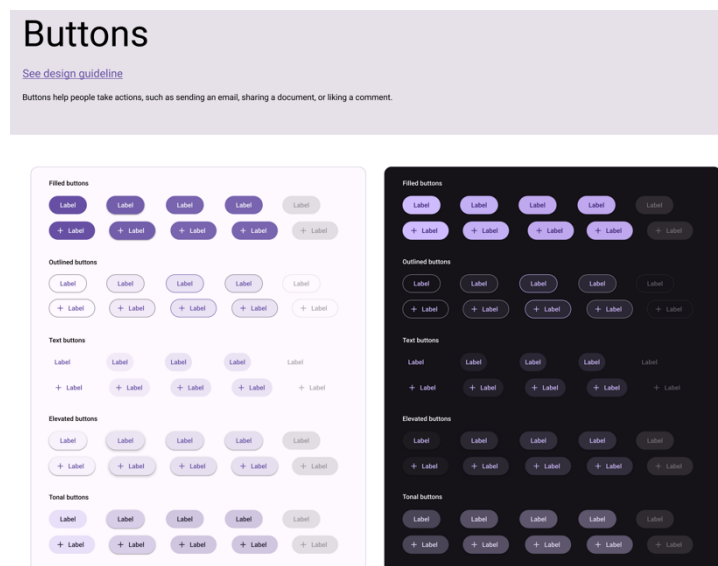 Buttons
See design guideline
Buttons help people take actions, such as sending an email, sharing a document, or liking a comment.
Filled buttons
Label Label Label Label Label
+ Label + Label + Label + Label + Label
Outlined buttons
Label Label Label Label Label
+ Label + Label + Label + Label + Label
Text buttons
Label Label Label Label Label
+ Label + Label + Label + Label + Label
Elevated buttons
Label Label Label Label Label
+ Label + Label + Label + Label + Label
Tonal buttons
Label Label Label Label Label
+ Label + Label + Label + Label + Label
Filled buttons
Label Label Label Label Label
+ Label + Label + Label + Label + Label
Outlined buttons
Label Label Label Label Label
+ Label + Label + Label + Label + Label
Text buttons
Label Label Label Label Label
+ Label + Label + Label + Label + Label
Elevated buttons
Label Label Label Label Label
+ Label + Label + Label + Label + Label
Tonal buttons
Label Label Label Label Label
+ Label + Label + Label + Label + Label